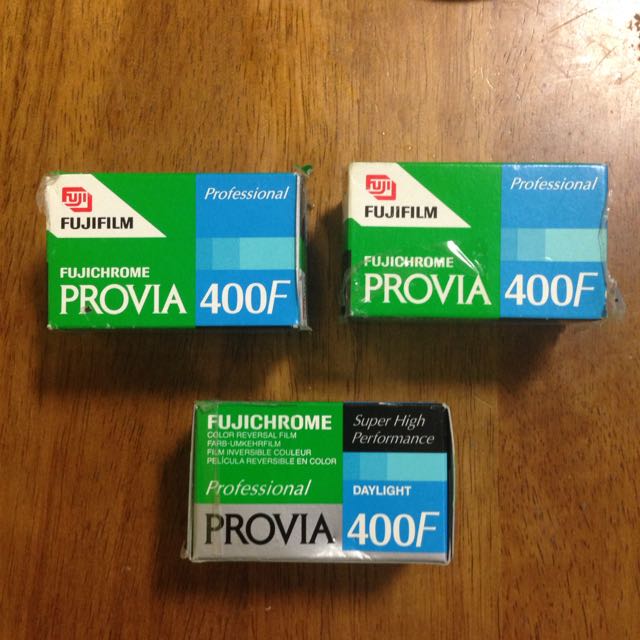 FUJI
FUJIFILM
Professional
FUJICHROME
PROVIA 400F
FUJI
FUJIFILM
Professional
FUJICHROME
PROVIA 400F
FUJICHROME
COLOR REVERSAL FILM
FARB-UMKEHRFILM
FILM INVERSIBLE COULEUR
PELÍCULA REVERSIBLE EN COLOR
Professional
Super High
Performance
DAYLIGHT
PROVIA 400F